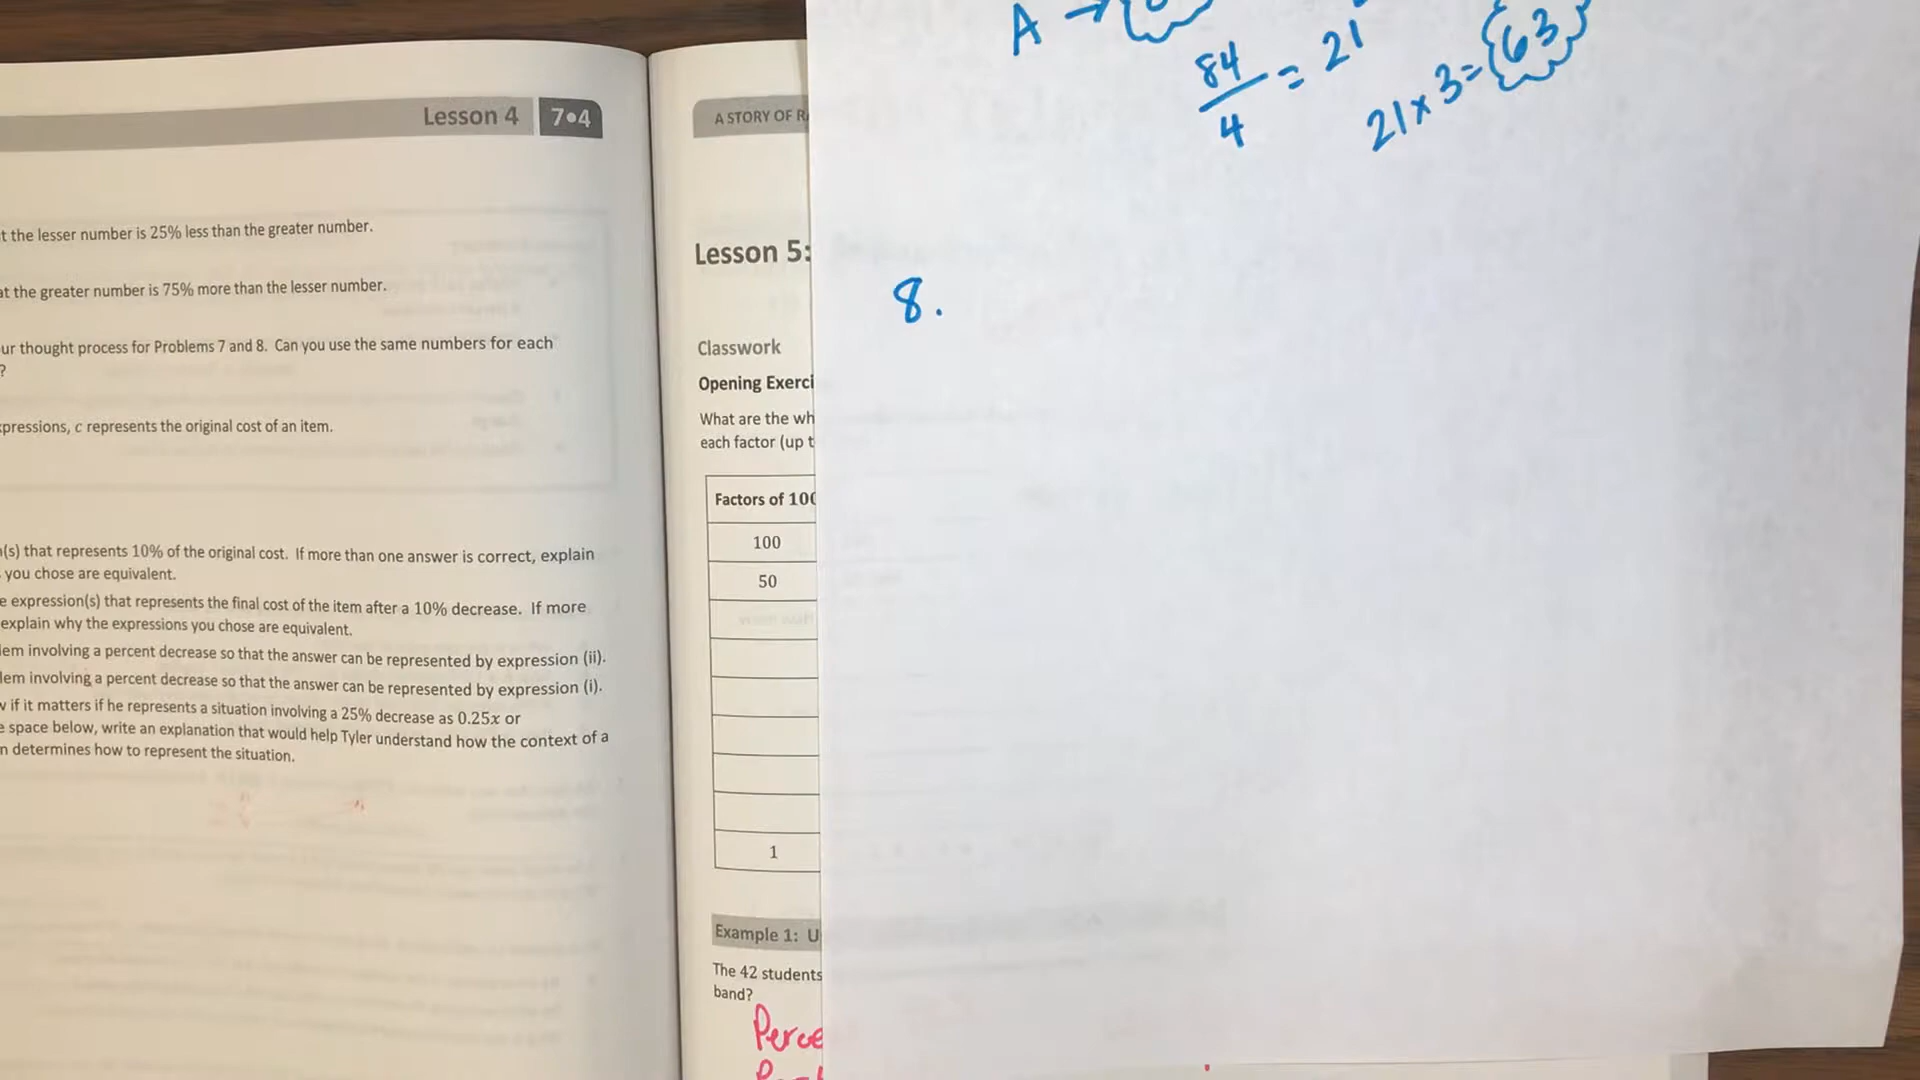 Lesson 4 7•4
t the lesser number is 25% less than the greater number.
at the greater number is 75% more than the lesser number.
ur thought process for Problems 7 and 8. Can you use the same numbers for each
?
xpressions, c represents the original cost of an item.
n(s) that represents 10% of the original cost. If more than one answer is correct, explain
you chose are equivalent.
e expression(s) that represents the final cost of the item after a 10% decrease. If more
explain why the expressions you chose are equivalent.
lem involving a percent decrease so that the answer can be represented by expression (ii).
lem involving a percent decrease so that the answer can be represented by expression (i).
w if it matters if he represents a situation involving a 25% decrease as 0.25x or
e space below, write an explanation that would help Tyler understand how the context of a
n determines how to represent the situation.
A STORY OF RA
Lesson 5:
Classwork
Opening Exerci
What are the wh
each factor (up t
Factors of 100
100
50
1
Example 1: U
The 42 students
band?
Perce
A →
84/4 = 21
21 x 3 = 63
8.